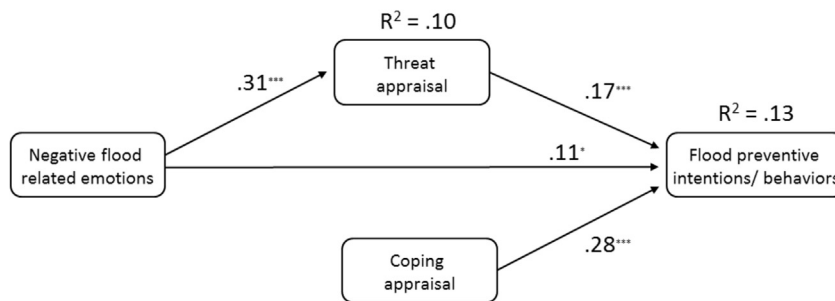 R² = .10
Threat
appraisal
.31***
.17***
R² = .13
Negative flood
related emotions
.11*
Flood preventive
intentions/ behaviors
Coping
appraisal
.28***